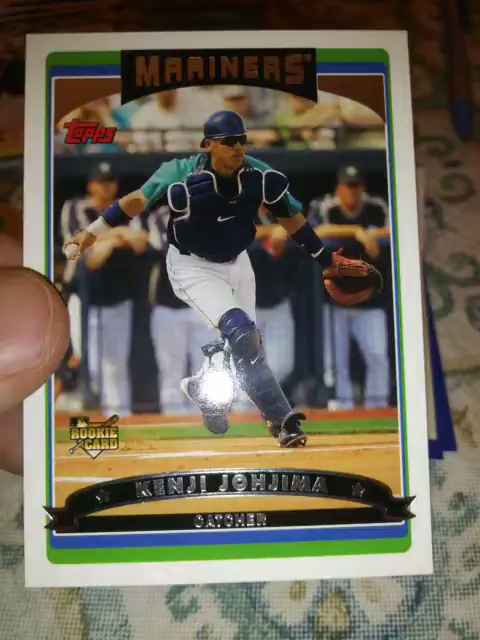 MARINERS
Topps
ROOKIE
CARD
KENJI JOHJIMA
CATCHER